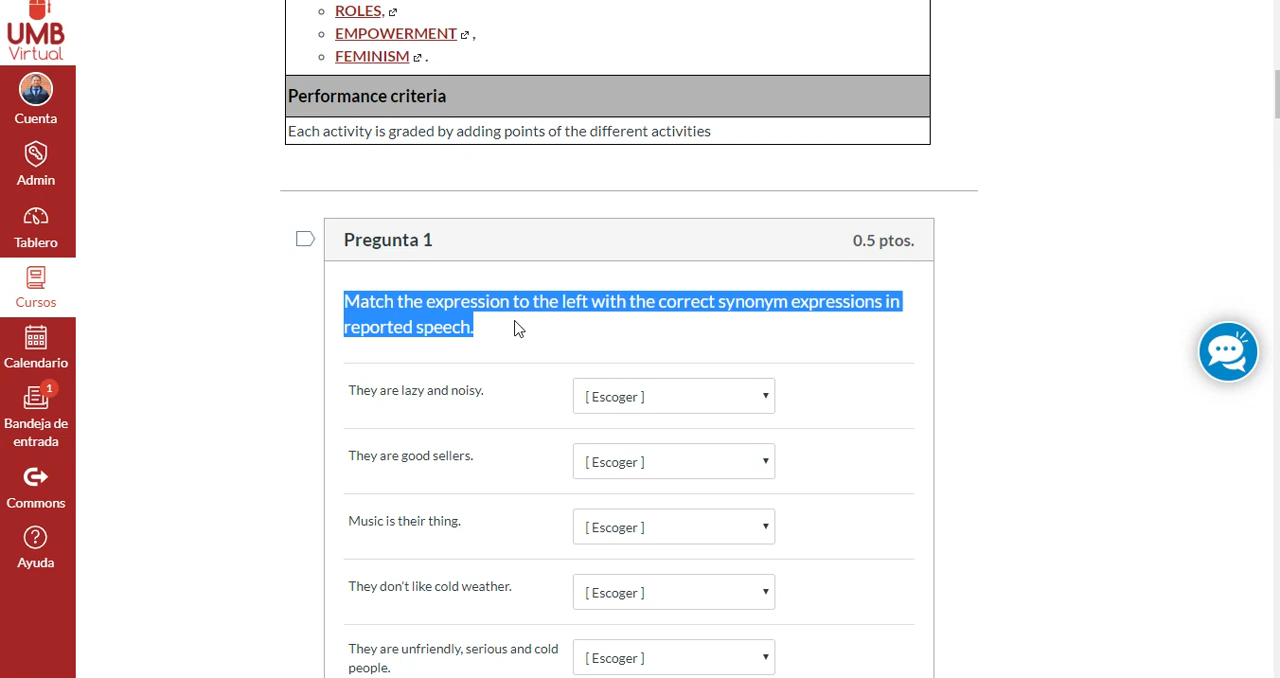 UMB
Virtual
Cuenta
Admin
Tablero
Cursos
Calendario
1
Bandeja de
entrada
Commons
Ayuda
ROLES,
EMPOWERMENT ,
FEMINISM .
Performance criteria
Each activity is graded by adding points of the different activities
Pregunta 1 0.5 ptos.
Match the expression to the left with the correct synonym expressions in
reported speech.
They are lazy and noisy. [ Escoger ]
They are good sellers. [ Escoger ]
Music is their thing. [ Escoger ]
They don't like cold weather. [ Escoger ]
They are unfriendly, serious and cold
people. [ Escoger ]